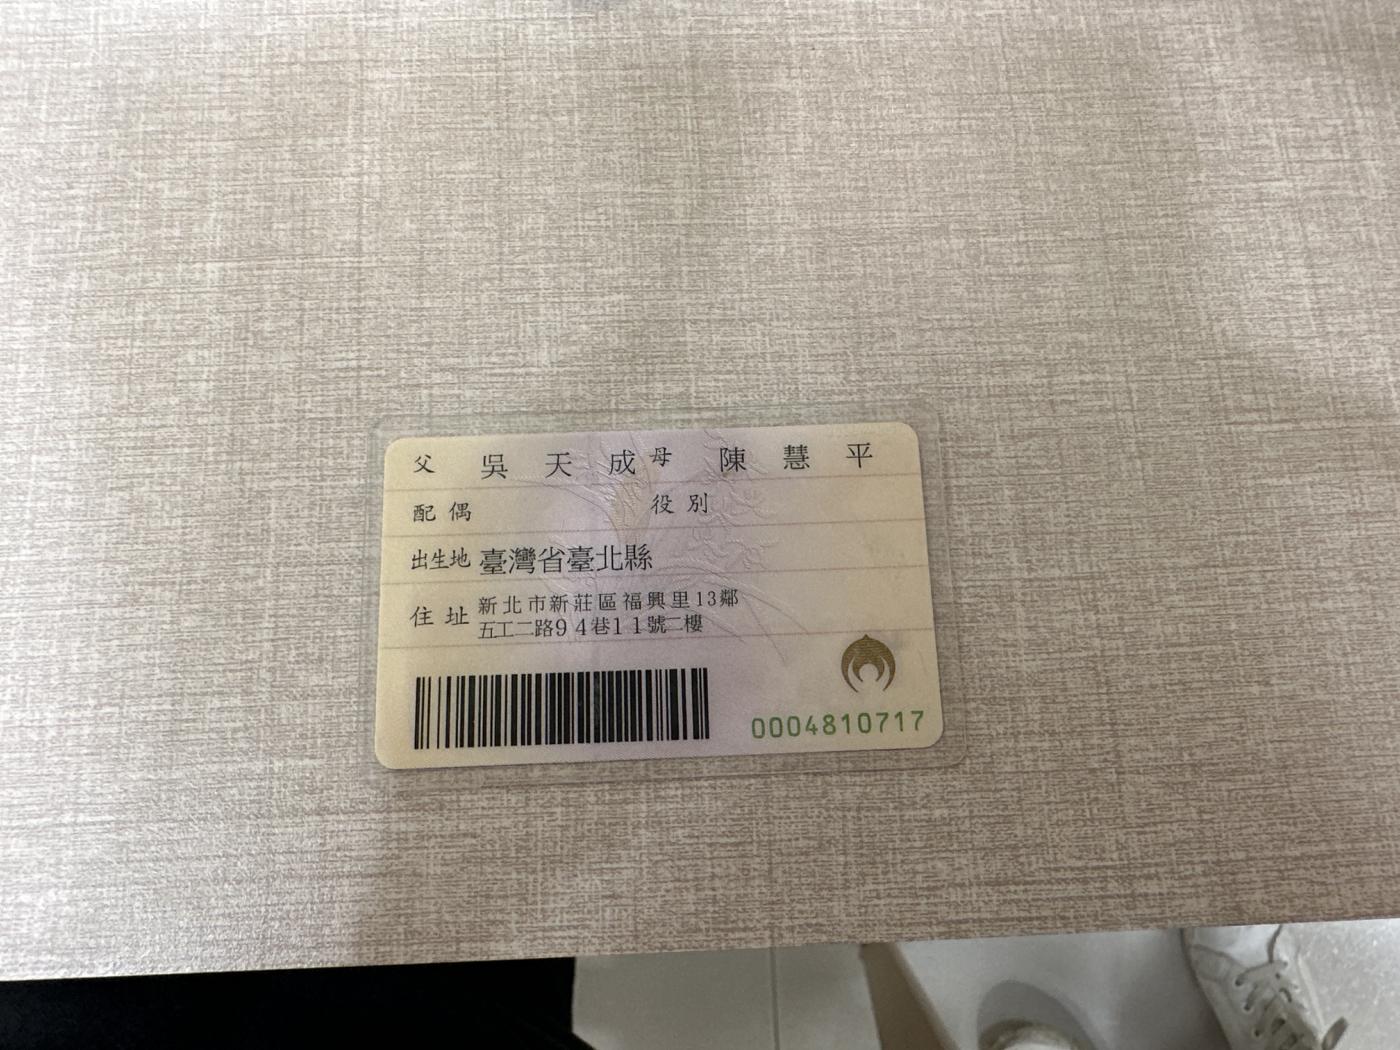 父 吳天成 母 陳慧平
配偶 役別
出生地 臺灣省臺北縣
住址 新北市新莊區福興里13鄰
五工二路94巷11號二樓
0004810717